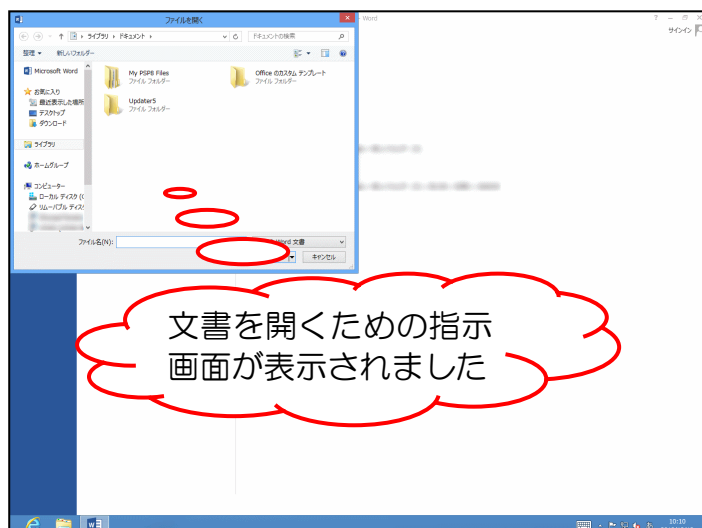 ファイルを開く
Word
? – ☐ ×
サインイン
ライブラリ ▸ ドキュメント ▸
ドキュメントの検索
整理 ▾ 新しいフォルダー
Microsoft Word
お気に入り
最近表示した場所
デスクトップ
ダウンロード
ライブラリ
ホームグループ
コンピューター
ローカル ディスク (C
リムーバブル ディス
My PSP8 Files
ファイル フォルダー
Office のカスタム テンプレート
ファイル フォルダー
Updater5
ファイル フォルダー
ファイル名(N):
Word 文書
キャンセル
文書を開くための指示
画面が表示されました
あ
10:10